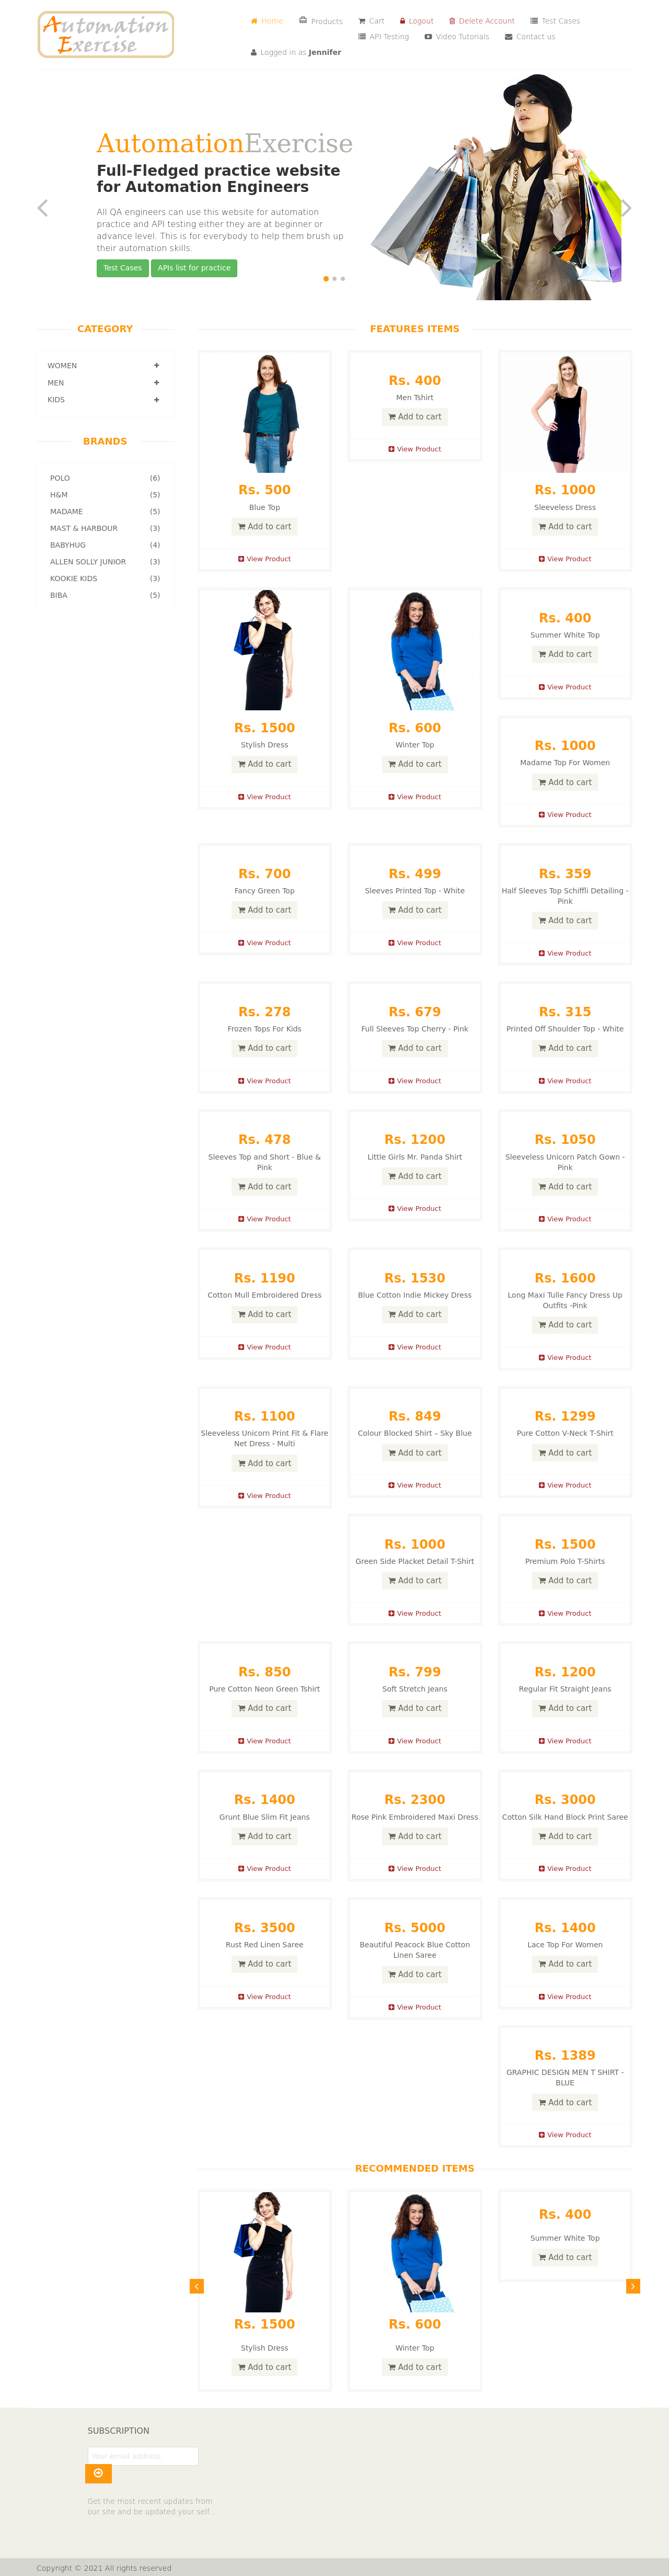 Automation
Exercise
Home
Products
Cart
Logout
Delete Account
Test Cases
API Testing
Video Tutorials
Contact us
Logged in as Jennifer
AutomationExercise
Full-Fledged practice website
for Automation Engineers
All QA engineers can use this website for automation
practice and API testing either they are at beginner or
advance level. This is for everybody to help them brush up
their automation skills.
Test Cases
APIs list for practice
CATEGORY
WOMEN
MEN
KIDS
BRANDS
POLO (6)
H&M (5)
MADAME (5)
MAST & HARBOUR (3)
BABYHUG (4)
ALLEN SOLLY JUNIOR (3)
KOOKIE KIDS (3)
BIBA (5)
FEATURES ITEMS
Rs. 500
Blue Top
Add to cart
View Product
Rs. 400
Men Tshirt
Add to cart
View Product
Rs. 1000
Sleeveless Dress
Add to cart
View Product
Rs. 1500
Stylish Dress
Add to cart
View Product
Rs. 600
Winter Top
Add to cart
View Product
Rs. 400
Summer White Top
Add to cart
View Product
Rs. 1000
Madame Top For Women
Add to cart
View Product
Rs. 700
Fancy Green Top
Add to cart
View Product
Rs. 499
Sleeves Printed Top - White
Add to cart
View Product
Rs. 359
Half Sleeves Top Schiffli Detailing -
Pink
Add to cart
View Product
Rs. 278
Frozen Tops For Kids
Add to cart
View Product
Rs. 679
Full Sleeves Top Cherry - Pink
Add to cart
View Product
Rs. 315
Printed Off Shoulder Top - White
Add to cart
View Product
Rs. 478
Sleeves Top and Short - Blue &
Pink
Add to cart
View Product
Rs. 1200
Little Girls Mr. Panda Shirt
Add to cart
View Product
Rs. 1050
Sleeveless Unicorn Patch Gown -
Pink
Add to cart
View Product
Rs. 1190
Cotton Mull Embroidered Dress
Add to cart
View Product
Rs. 1530
Blue Cotton Indie Mickey Dress
Add to cart
View Product
Rs. 1600
Long Maxi Tulle Fancy Dress Up
Outfits -Pink
Add to cart
View Product
Rs. 1100
Sleeveless Unicorn Print Fit & Flare
Net Dress - Multi
Add to cart
View Product
Rs. 849
Colour Blocked Shirt – Sky Blue
Add to cart
View Product
Rs. 1299
Pure Cotton V-Neck T-Shirt
Add to cart
View Product
Rs. 1000
Green Side Placket Detail T-Shirt
Add to cart
View Product
Rs. 1500
Premium Polo T-Shirts
Add to cart
View Product
Rs. 850
Pure Cotton Neon Green Tshirt
Add to cart
View Product
Rs. 799
Soft Stretch Jeans
Add to cart
View Product
Rs. 1200
Regular Fit Straight Jeans
Add to cart
View Product
Rs. 1400
Grunt Blue Slim Fit Jeans
Add to cart
View Product
Rs. 2300
Rose Pink Embroidered Maxi Dress
Add to cart
View Product
Rs. 3000
Cotton Silk Hand Block Print Saree
Add to cart
View Product
Rs. 3500
Rust Red Linen Saree
Add to cart
View Product
Rs. 5000
Beautiful Peacock Blue Cotton
Linen Saree
Add to cart
View Product
Rs. 1400
Lace Top For Women
Add to cart
View Product
Rs. 1389
GRAPHIC DESIGN MEN T SHIRT -
BLUE
Add to cart
View Product
RECOMMENDED ITEMS
Rs. 1500
Stylish Dress
Add to cart
Rs. 600
Winter Top
Add to cart
Rs. 400
Summer White Top
Add to cart
SUBSCRIPTION
Your email address
Get the most recent updates from
our site and be updated your self...
Copyright © 2021 All rights reserved